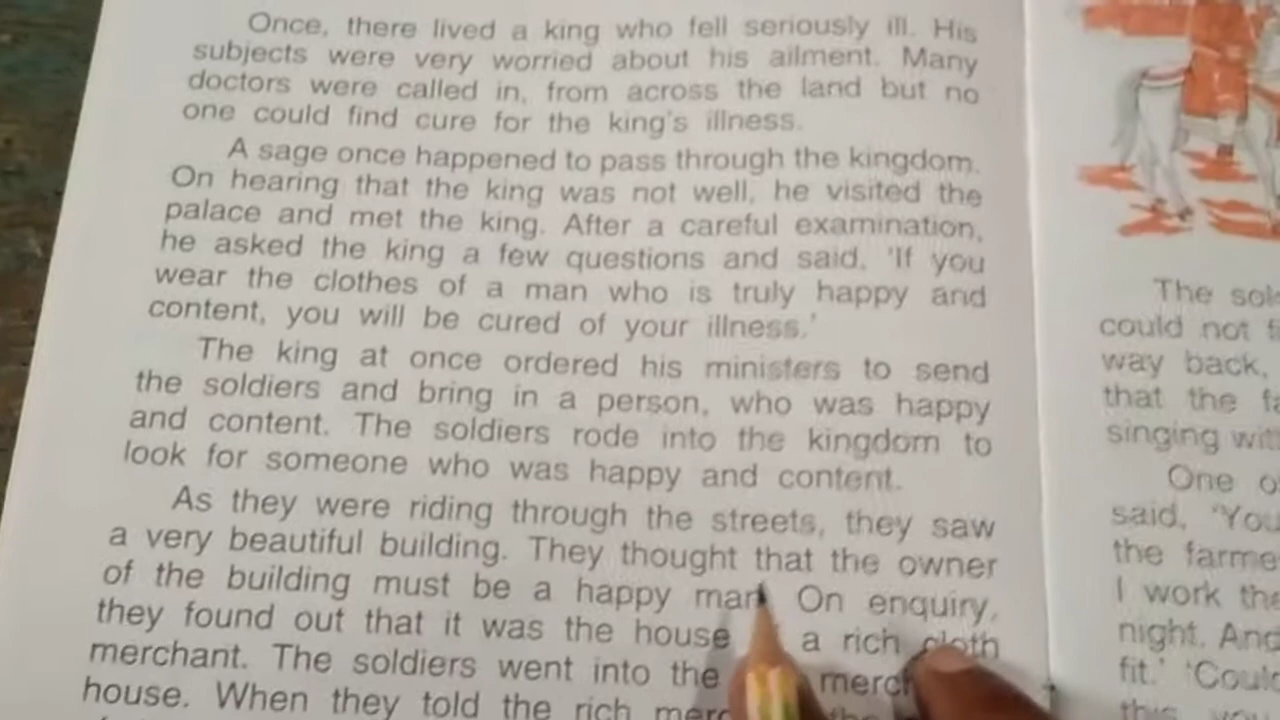 Once, there lived a king who fell seriously ill. His
subjects were very worried about his ailment. Many
doctors were called in, from across the land but no
one could find cure for the king's illness.
A sage once happened to pass through the kingdom.
On hearing that the king was not well, he visited the
palace and met the king. After a careful examination,
he asked the king a few questions and said, 'If you
wear the clothes of a man who is truly happy and
content, you will be cured of your illness.'
The king at once ordered his ministers to send
the soldiers and bring in a person, who was happy
and content. The soldiers rode into the kingdom to
look for someone who was happy and content.
As they were riding through the streets, they saw
a very beautiful building. They thought that the owner
of the building must be a happy man. On enquiry,
they found out that it was the house a rich cloth
merchant. The soldiers went into the
house. When they told the rich
The
could not
way back,
that the
singing
One
said, 'You
the
I work
night. And
fit.'
this you